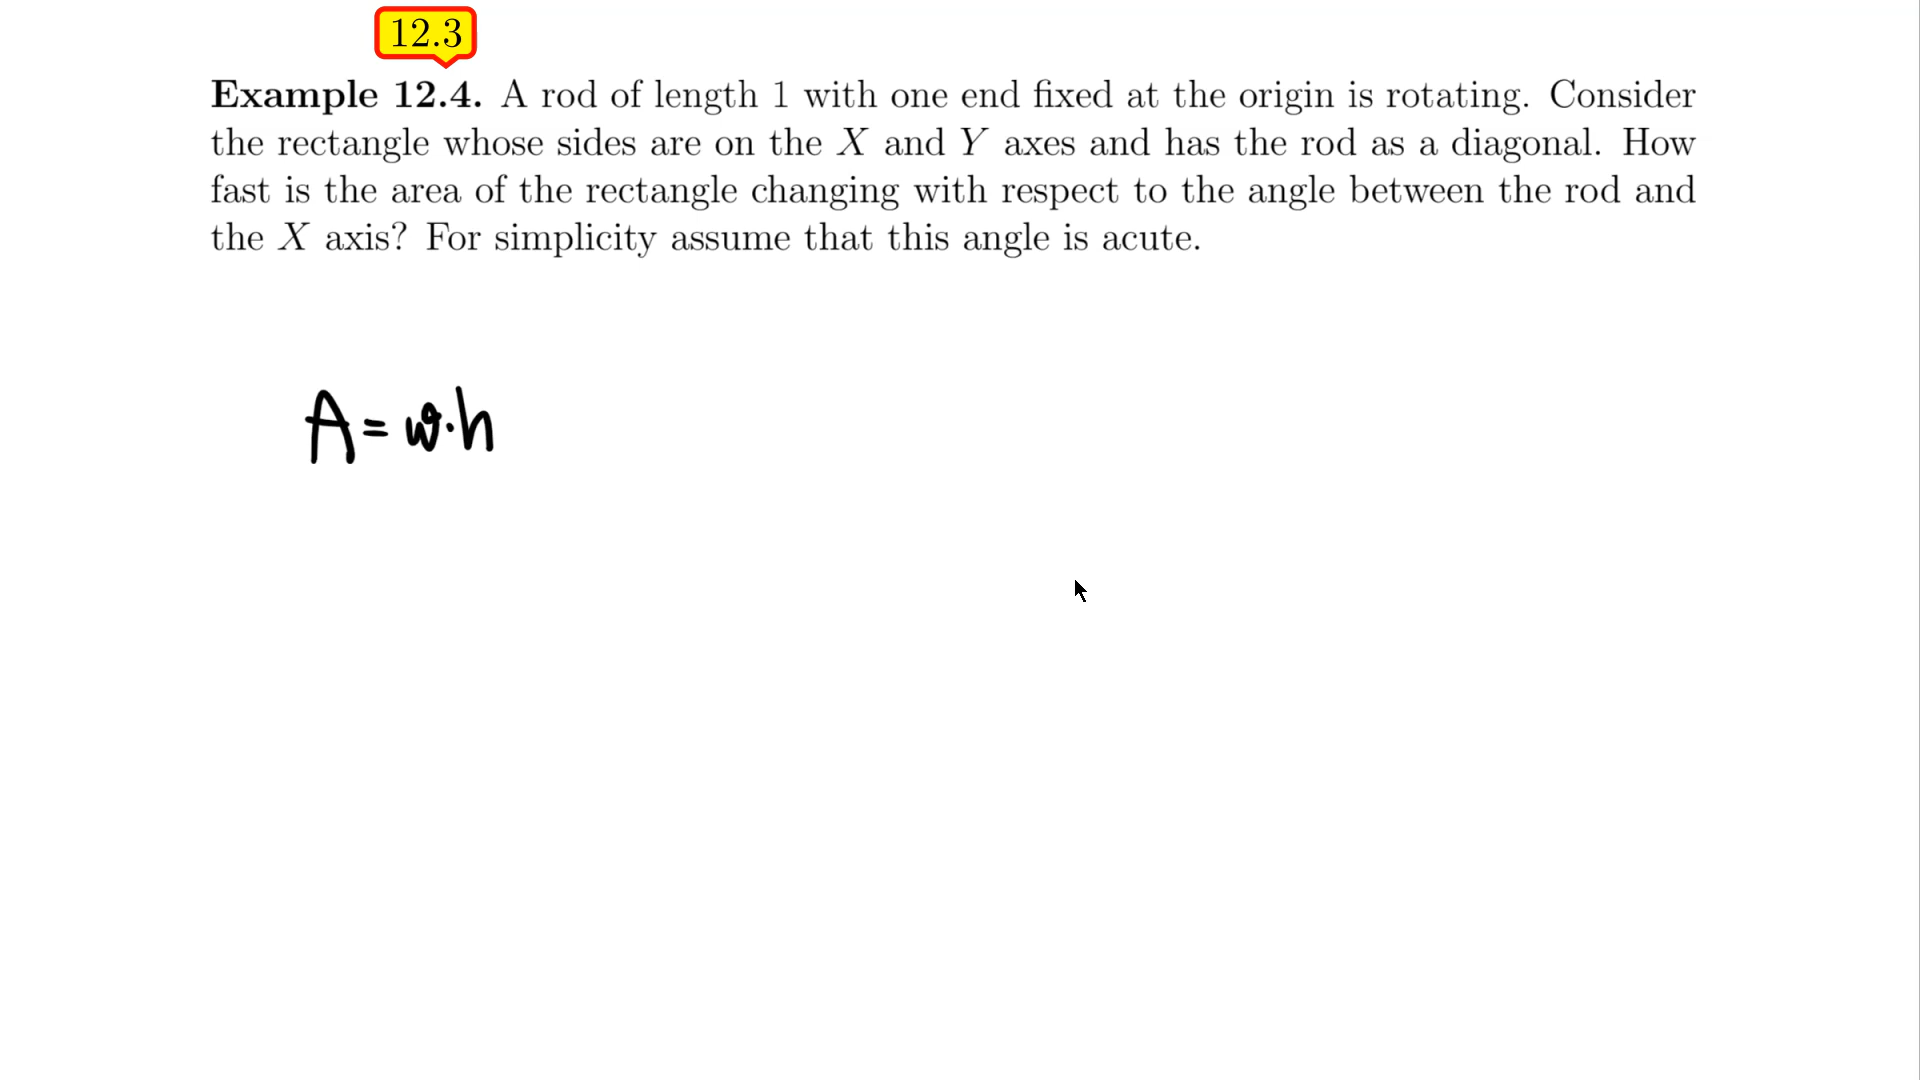 12.3
Example 12.4. A rod of length 1 with one end fixed at the origin is rotating. Consider
the rectangle whose sides are on the X and Y axes and has the rod as a diagonal. How
fast is the area of the rectangle changing with respect to the angle between the rod and
the X axis? For simplicity assume that this angle is acute.
A = w·h